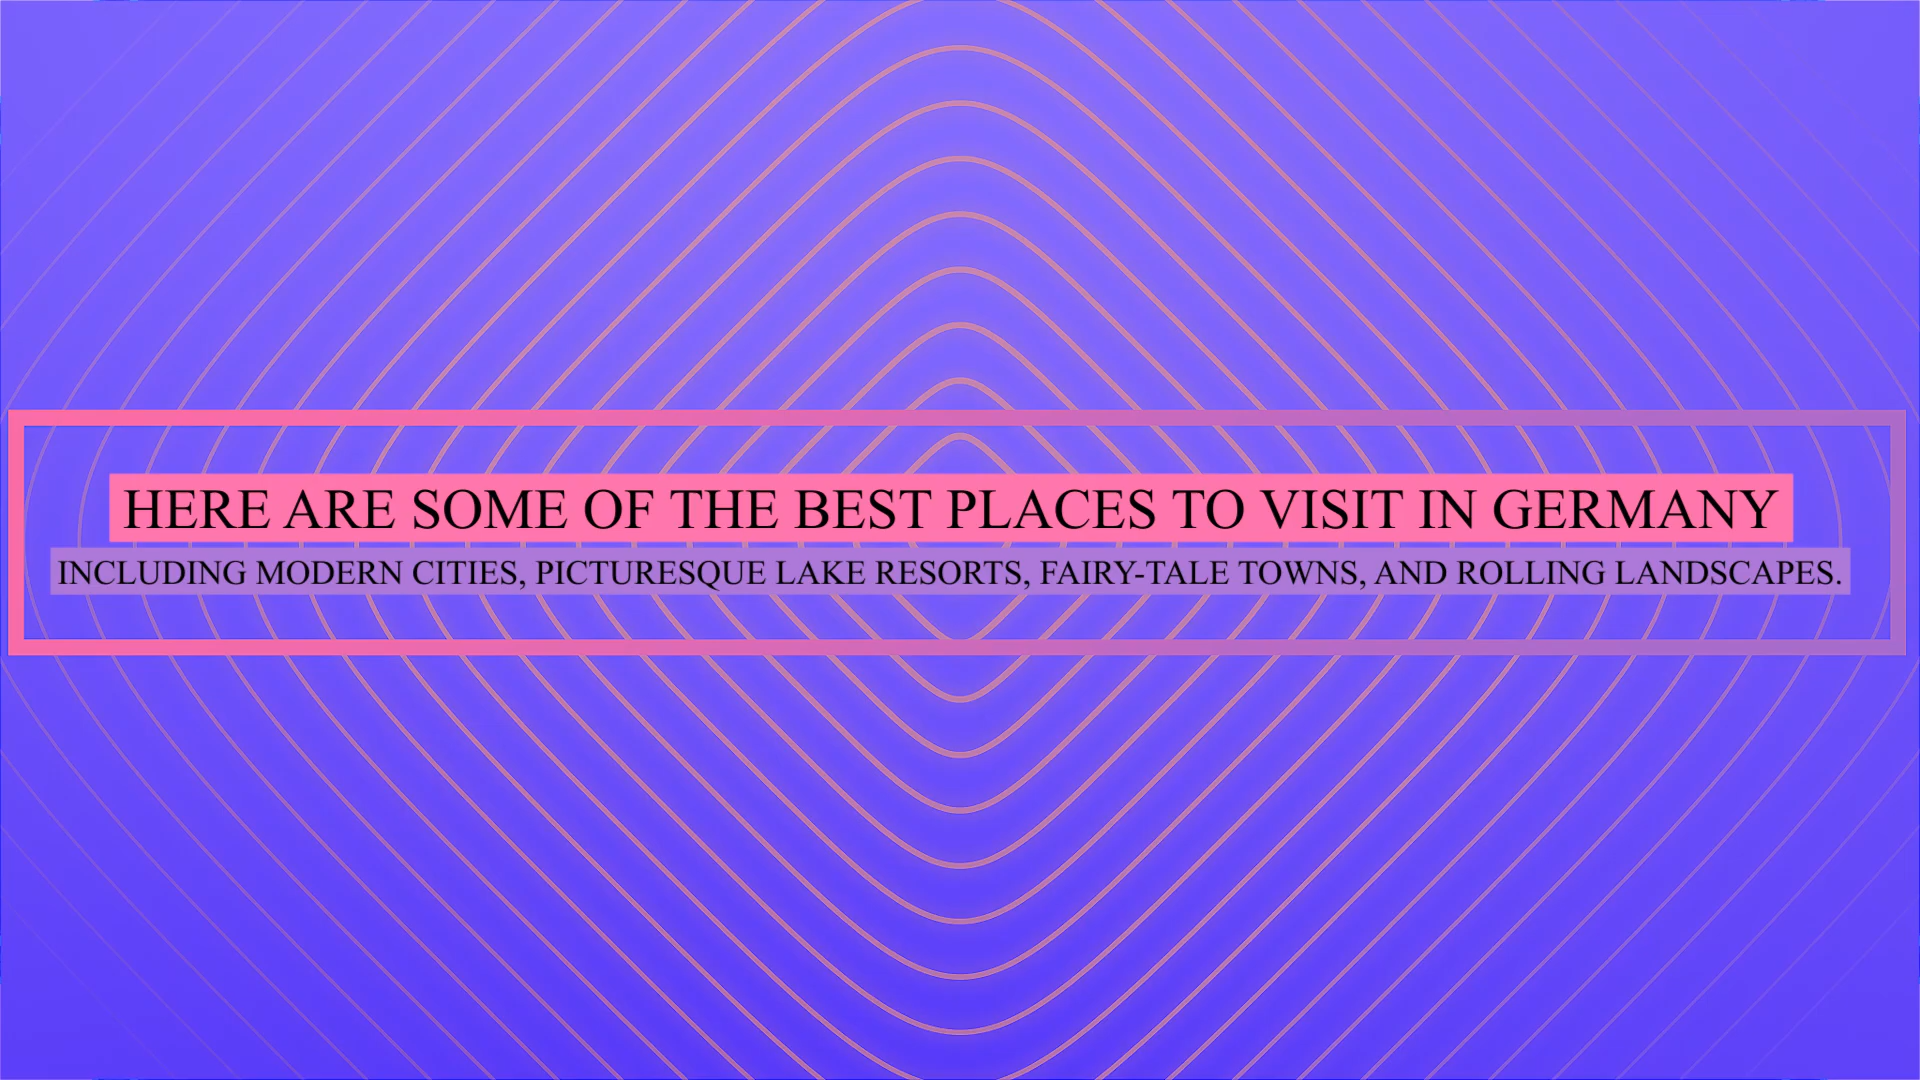 HERE ARE SOME OF THE BEST PLACES TO VISIT IN GERMANY
INCLUDING MODERN CITIES, PICTURESQUE LAKE RESORTS, FAIRY-TALE TOWNS, AND ROLLING LANDSCAPES.